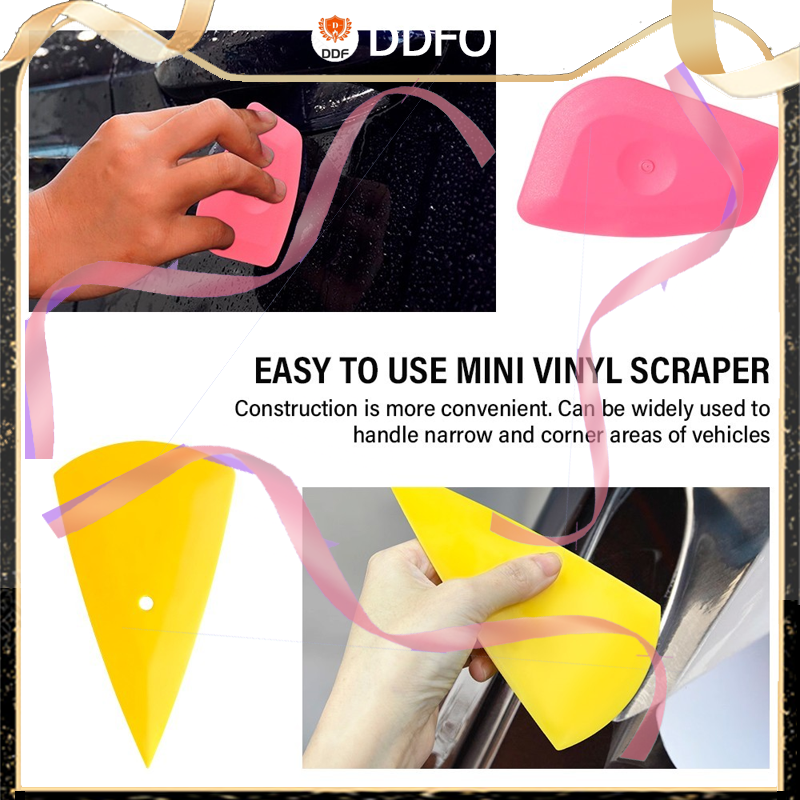 DDF DDFO
EASY TO USE MINI VINYL SCRAPER
Construction is more convenient. Can be widely used to
handle narrow and corner areas of vehicles